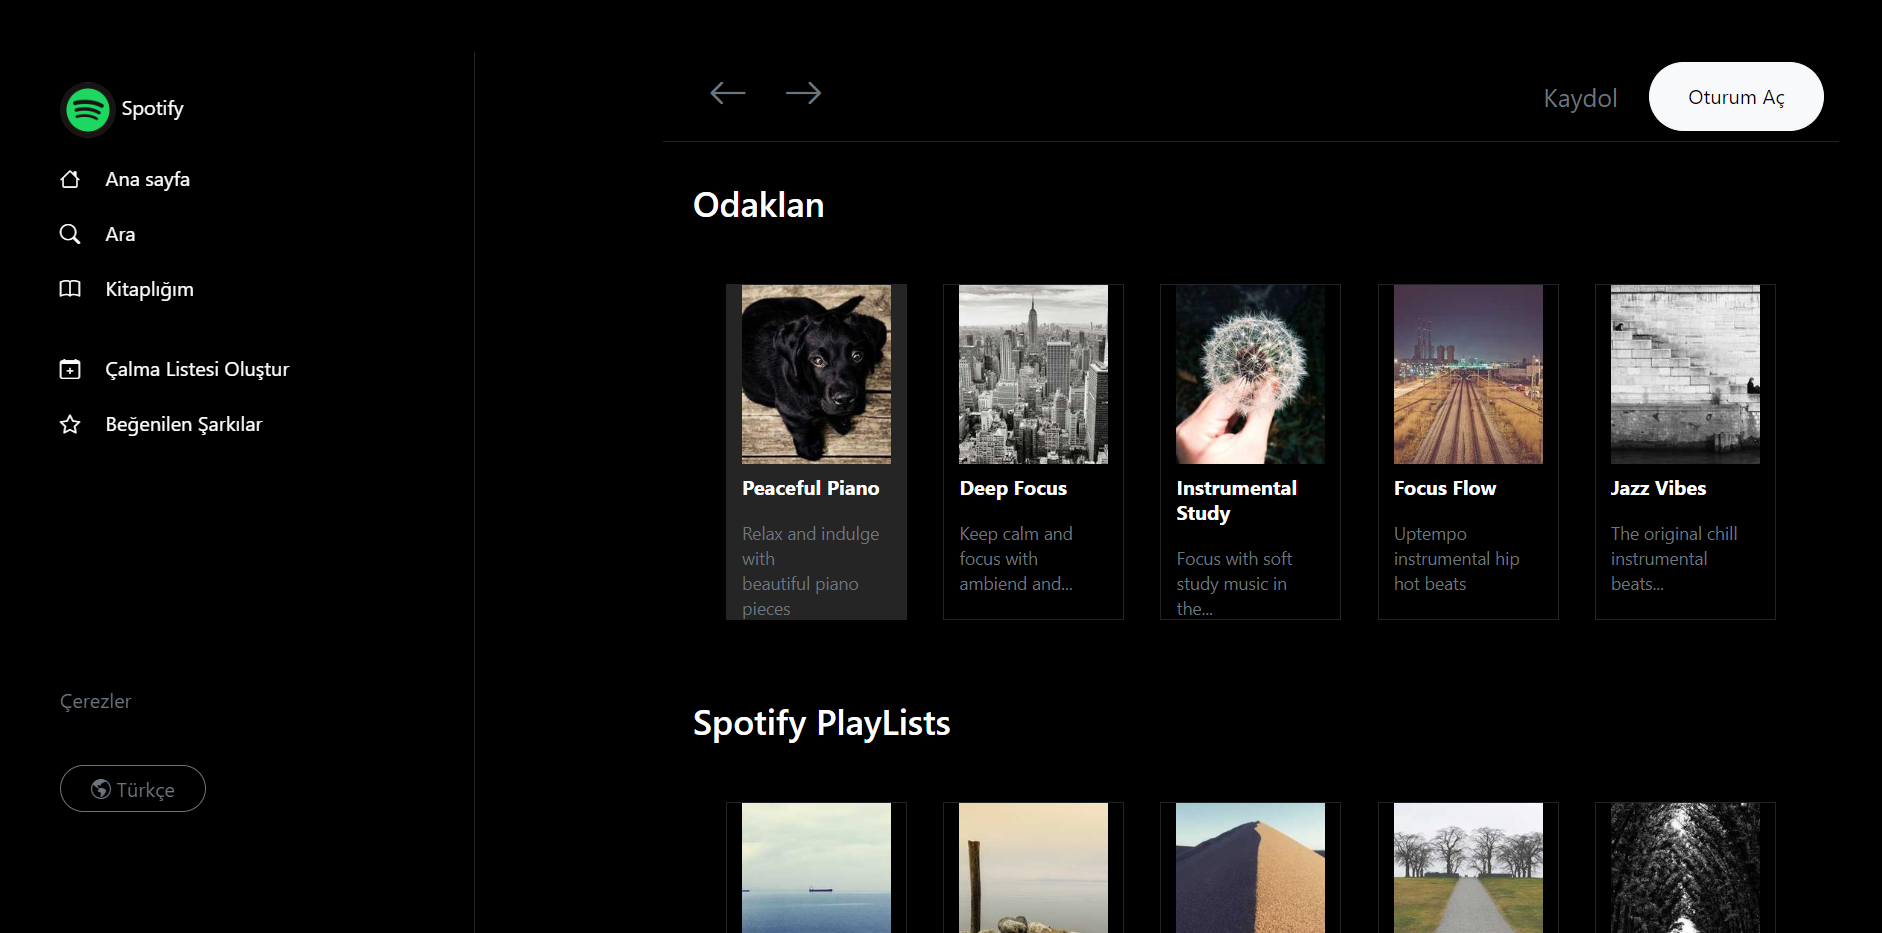 Spotify
Ana sayfa
Ara
Kitaplığım
Çalma Listesi Oluştur
Beğenilen Şarkılar
Çerezler
Türkçe
Kaydol
Oturum Aç
Odaklan
Peaceful Piano
Relax and indulge
with
beautiful piano
pieces
Deep Focus
Keep calm and
focus with
ambiend and...
Instrumental
Study
Focus with soft
study music in
the...
Focus Flow
Uptempo
instrumental hip
hot beats
Jazz Vibes
The original chill
instrumental
beats...
Spotify PlayLists